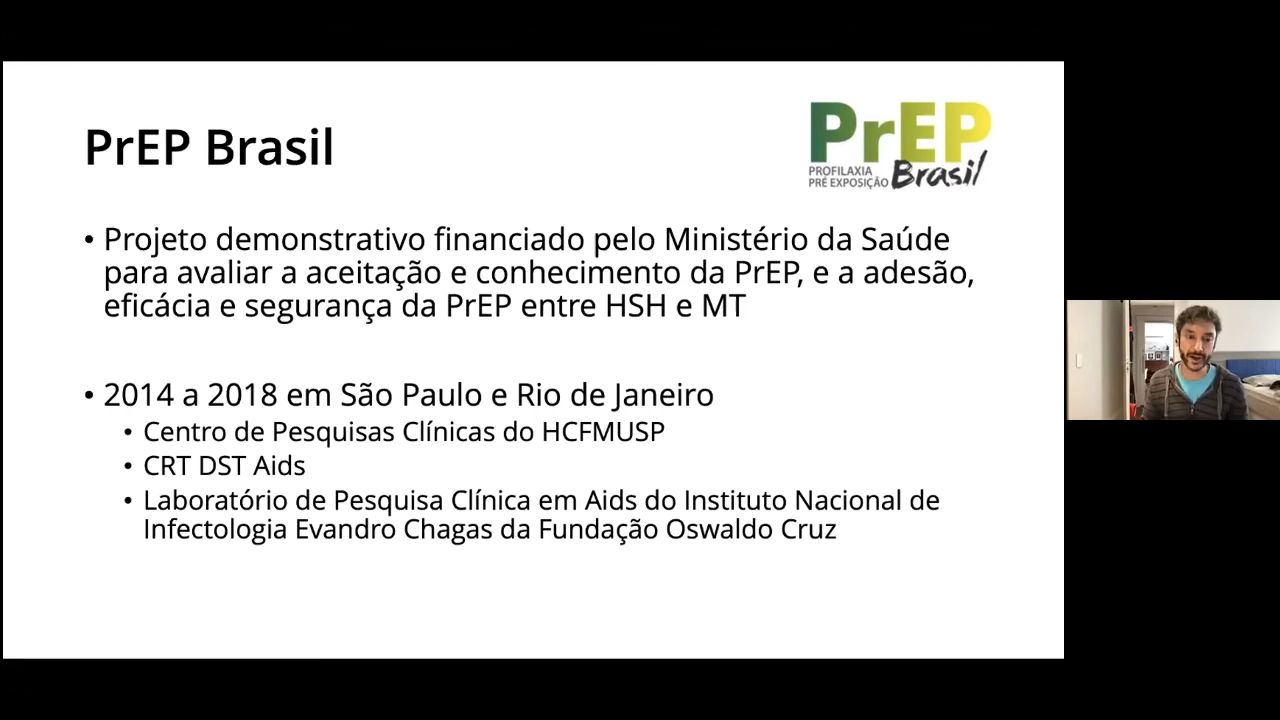 PrEP Brasil
PrEP
PROFILAXIA
PRÉ EXPOSIÇÃO Brasil
• Projeto demonstrativo financiado pelo Ministério da Saúde
para avaliar a aceitação e conhecimento da PrEP, e a adesão,
eficácia e segurança da PrEP entre HSH e MT
• 2014 a 2018 em São Paulo e Rio de Janeiro
• Centro de Pesquisas Clínicas do HCFMUSP
• CRT DST Aids
• Laboratório de Pesquisa Clínica em Aids do Instituto Nacional de
Infectologia Evandro Chagas da Fundação Oswaldo Cruz